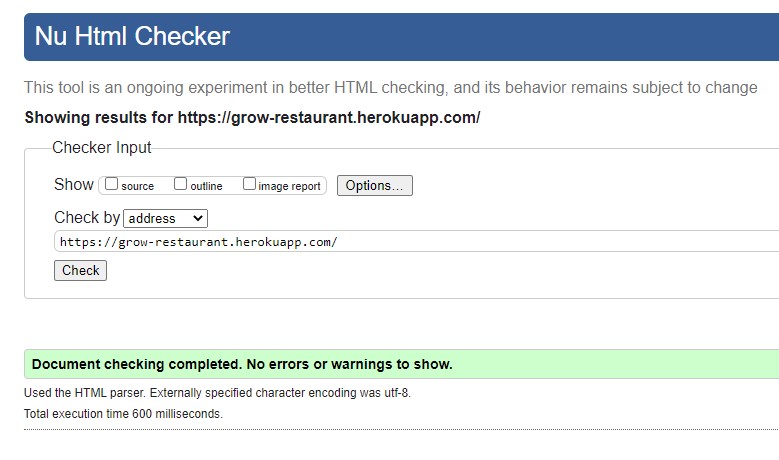 Nu Html Checker
This tool is an ongoing experiment in better HTML checking, and its behavior remains subject to change
Showing results for https://grow-restaurant.herokuapp.com/
Checker Input
Show source outline image report Options...
Check by address
https://grow-restaurant.herokuapp.com/
Check
Document checking completed. No errors or warnings to show.
Used the HTML parser. Externally specified character encoding was utf-8.
Total execution time 600 milliseconds.